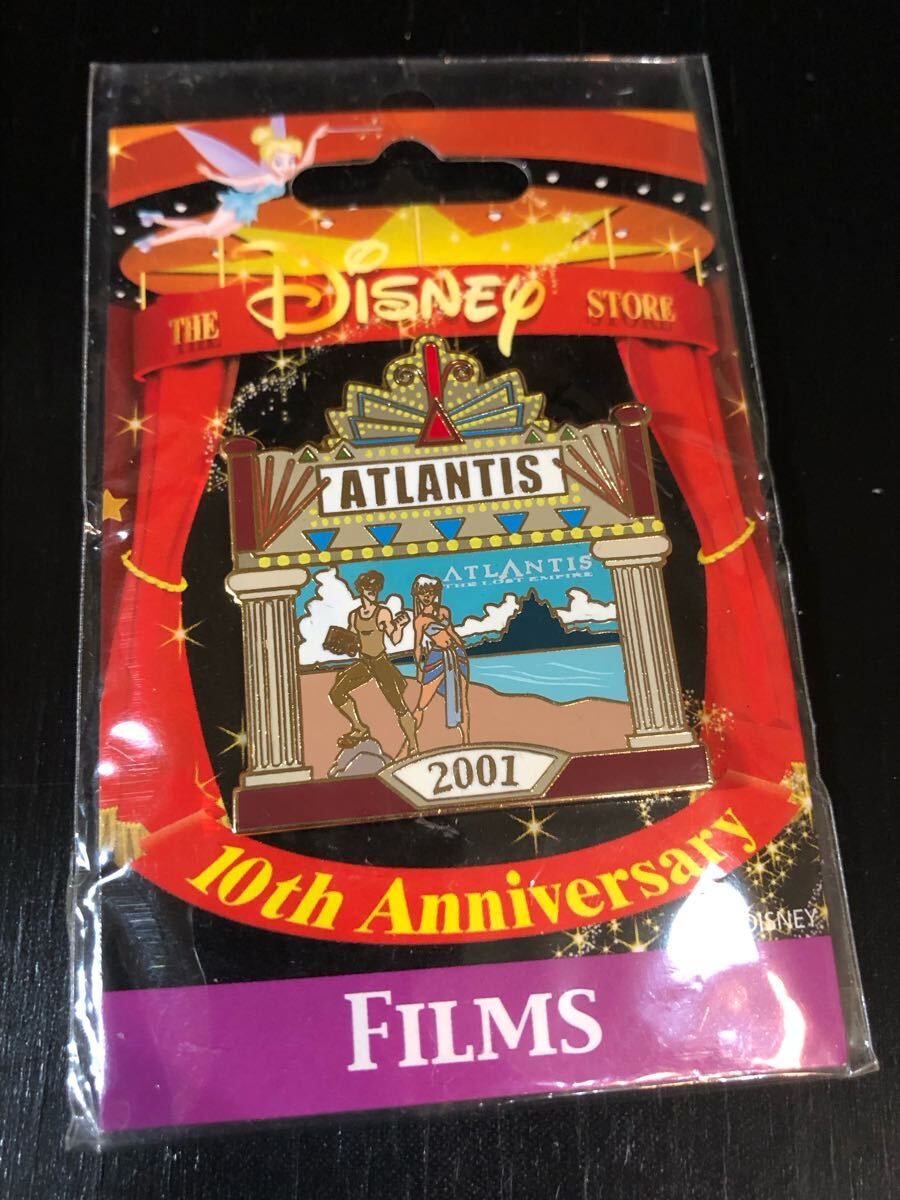 THE DISNEY STORE
ATLANTIS
ATLANTIS
THE LOST EMPIRE
2001
10th Anniversary
DISNEY
FILMS